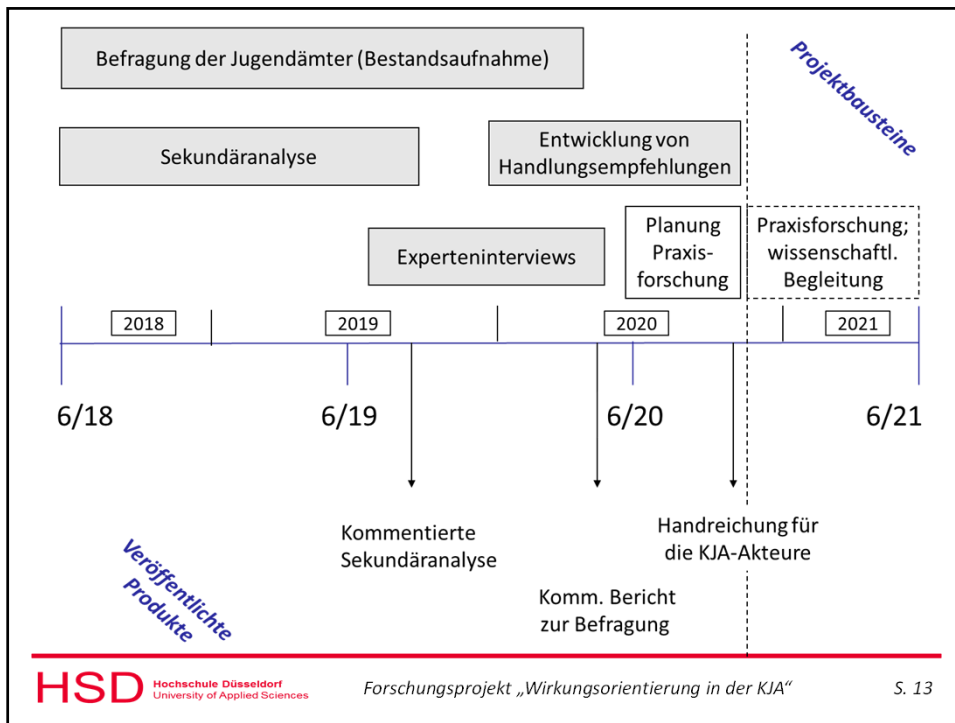 Befragung der Jugendämter (Bestandsaufnahme)
Projektbausteine
Sekundäranalyse
Entwicklung von
Handlungsempfehlungen
Experteninterviews
Planung
Praxis-
forschung
Praxisforschung;
wissenschaftl.
Begleitung
2018
2019
2020
2021
6/18
6/19
6/20
6/21
Kommentierte
Sekundäranalyse
Handreichung für
die KJA-Akteure
Komm. Bericht
zur Befragung
Veröffentlichte
Produkte
HSD
Hochschule Düsseldorf
University of Applied Sciences
Forschungsprojekt „Wirkungsorientierung in der KJA“
S. 13